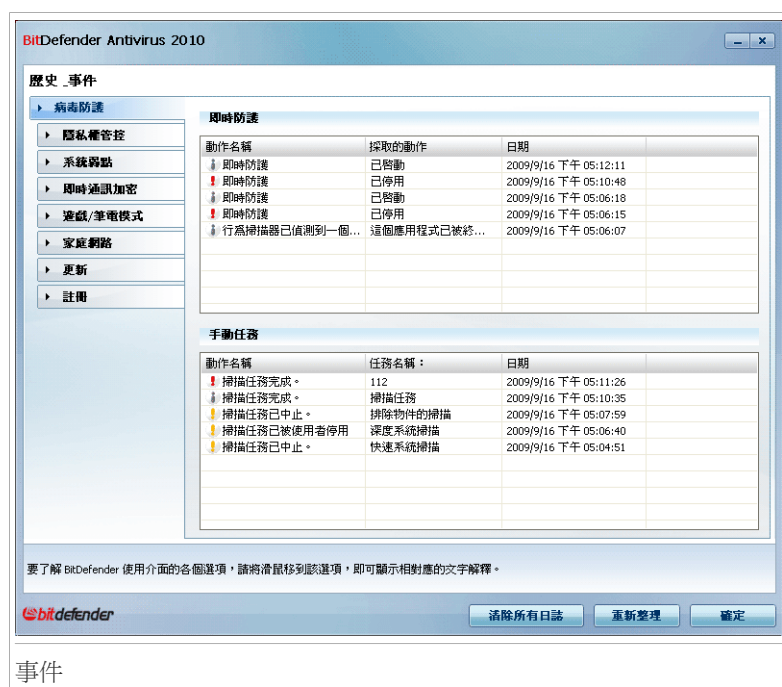 BitDefender Antivirus 2010
歷史 _事件
病毒防護
隱私權管控
系統弱點
即時通訊加密
遊戲/筆電模式
家庭網路
更新
註冊
即時防護
動作名稱 採取的動作 日期
即時防護 已啓動 2009/9/16 下午 05:12:11
即時防護 已停用 2009/9/16 下午 05:10:48
即時防護 已啓動 2009/9/16 下午 05:06:18
即時防護 已停用 2009/9/16 下午 05:06:15
行爲掃描器已偵測到一個... 這個應用程式已被終... 2009/9/16 下午 05:06:07
手動任務
動作名稱 任務名稱： 日期
掃描任務完成。 112 2009/9/16 下午 05:11:26
掃描任務完成。 掃描任務 2009/9/16 下午 05:10:35
掃描任務已中止。 排除物件的掃描 2009/9/16 下午 05:07:59
掃描任務已被使用者停用 深度系統掃描 2009/9/16 下午 05:06:40
掃描任務已中止。 快速系統掃描 2009/9/16 下午 05:04:51
要了解 BitDefender 使用介面的各個選項，請將滑鼠移到該選項，即可顯示相對應的文字解釋。
bitdefender
清除所有日誌 重新整理 確定
事件